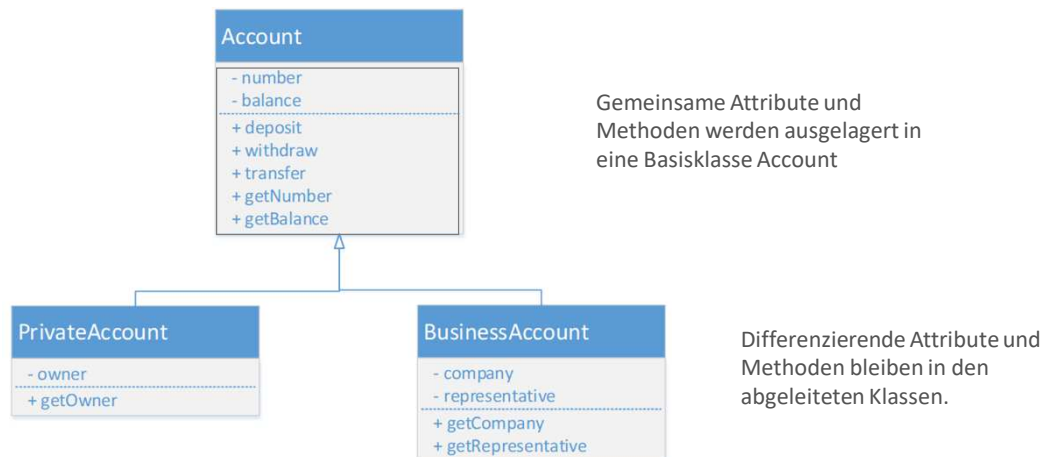 Account
- number
- balance
+ deposit
+ withdraw
+ transfer
+ getNumber
+ getBalance
Gemeinsame Attribute und
Methoden werden ausgelagert in
eine Basisklasse Account
PrivateAccount
- owner
+ getOwner
BusinessAccount
- company
- representative
+ getCompany
+ getRepresentative
Differenzierende Attribute und
Methoden bleiben in den
abgeleiteten Klassen.